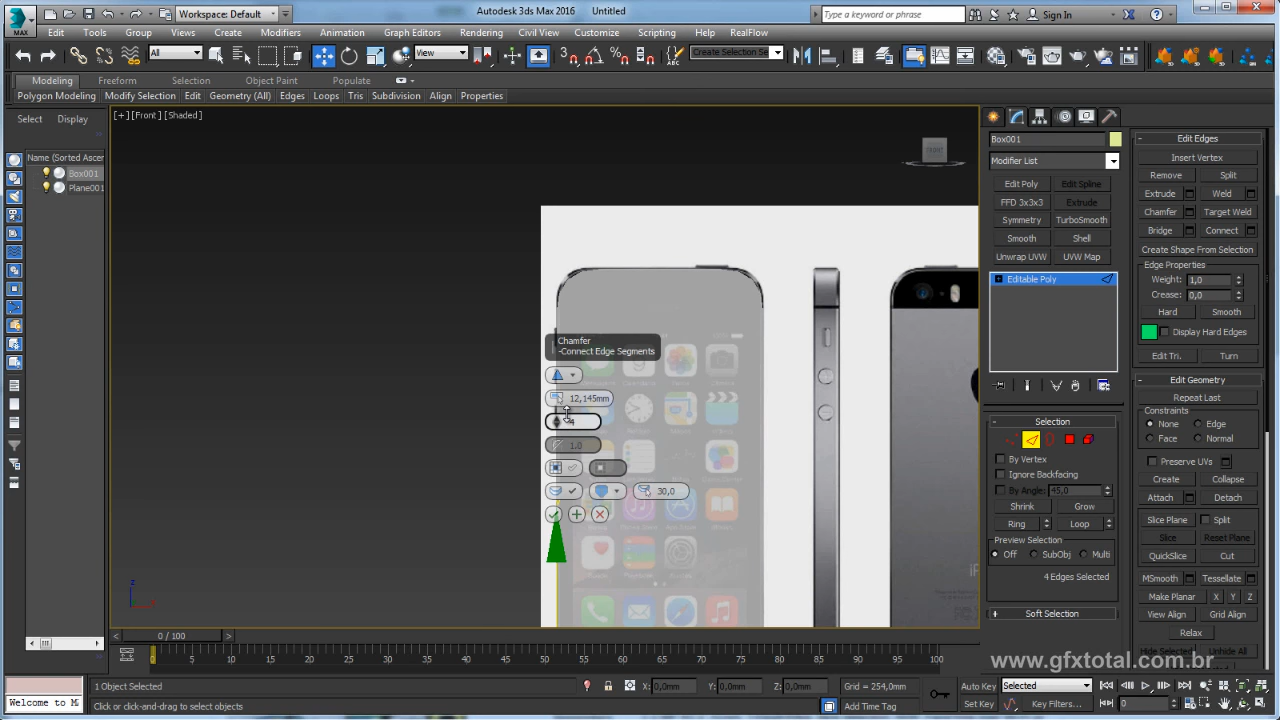 Workspace: Default
Autodesk 3ds Max 2016 Untitled
Type a keyword or phrase
Sign In
MAX
Edit Tools Group Views Create Modifiers Animation Graph Editors Rendering Civil View Customize Scripting Help RealFlow
All
View
Create Selection Se
Modeling Freeform Selection Object Paint Populate
Polygon Modeling Modify Selection Edit Geometry (All) Edges Loops Tris Subdivision Align Properties
Select Display
Name (Sorted Ascen
Box001
Plane001
[+] [Front] [Shaded]
FRONT
Chamfer
-Connect Edge Segments
12,145mm
4
1,0
30,0
z
Box001
Modifier List
Edit Poly Edit Spline
FFD 3x3x3 Extrude
Symmetry TurboSmooth
Smooth Shell
Unwrap UVW UVW Map
Editable Poly
Selection
By Vertex
Ignore Backfacing
By Angle: 45,0
Shrink Grow
Ring Loop
Preview Selection
Off SubObj Multi
4 Edges Selected
Soft Selection
Edit Edges
Insert Vertex
Remove Split
Extrude Weld
Chamfer Target Weld
Bridge Connect
Create Shape From Selection
Edge Properties
Weight: 1,0
Crease: 0,0
Hard Smooth
Display Hard Edges
Edit Tri. Turn
Edit Geometry
Repeat Last
Constraints
None Edge
Face Normal
Preserve UVs
Create Collapse
Attach Detach
Slice Plane Split
Slice Reset Plane
QuickSlice Cut
MSmooth Tessellate
Make Planar X Y Z
View Align Grid Align
Relax
Hide Selected Unhide All
www.gfxtotal.com.br
0 / 100
0 5 10 15 20 25 30 35 40 45 50 55 60 65 70 75 80 85 90 95 100
Welcome to M
1 Object Selected
Click or click-and-drag to select objects
X: 0,0mm Y: 0,0mm Z: 0,0mm Grid = 254,0mm
Add Time Tag
Auto Key Selected
Set Key Key Filters...
0